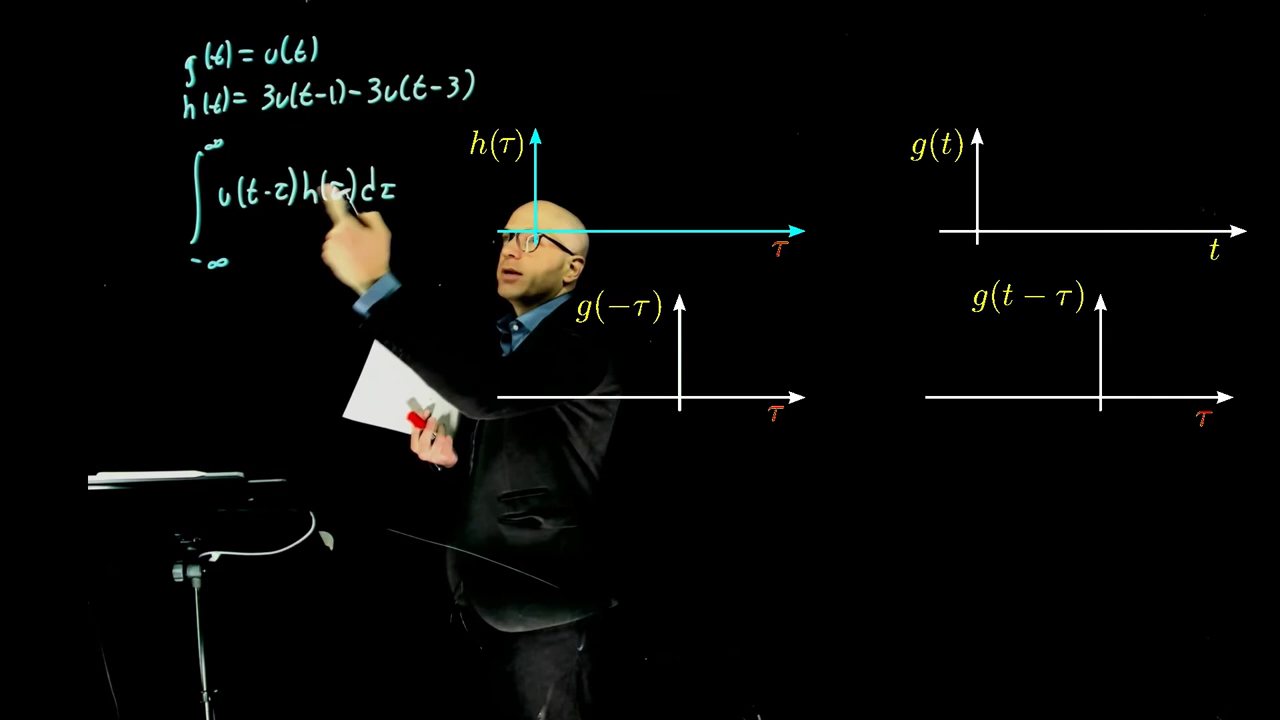 g(t) = u(t)
h(t) = 3u(t-1) - 3u(t-3)
∫_{-∞}^{∞} u(t-τ) h(τ) dτ
h(τ)
τ
g(t)
t
g(−τ)
τ
g(t − τ)
τ